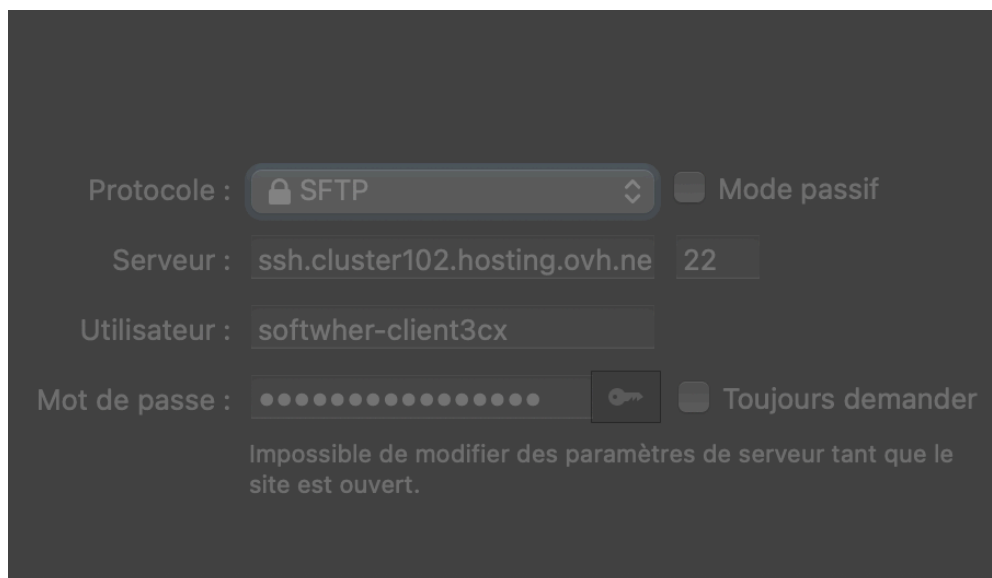 Protocole : SFTP Mode passif
Serveur : ssh.cluster102.hosting.ovh.ne 22
Utilisateur : softwher-client3cx
Mot de passe : •••••••••••••••• Toujours demander
Impossible de modifier des paramètres de serveur tant que le
site est ouvert.